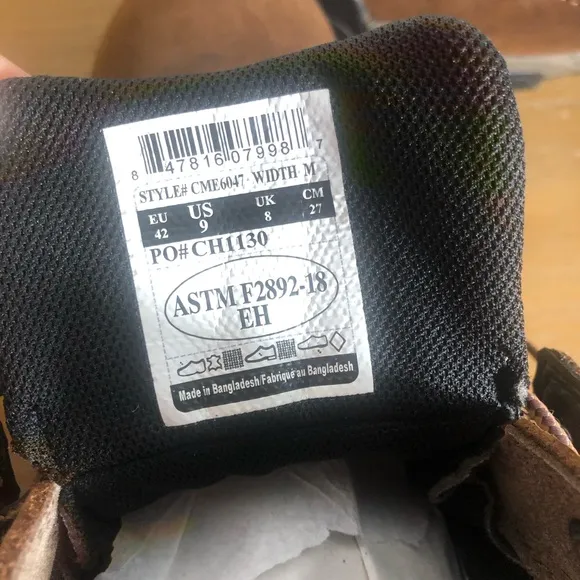 8 47816 07998 7
STYLE# CME6047 WIDTH M
EU US UK CM
42 9 8 27
PO# CH1130
ASTM F2892-18
EH
Made in Bangladesh/Fabriqué au Bangladesh